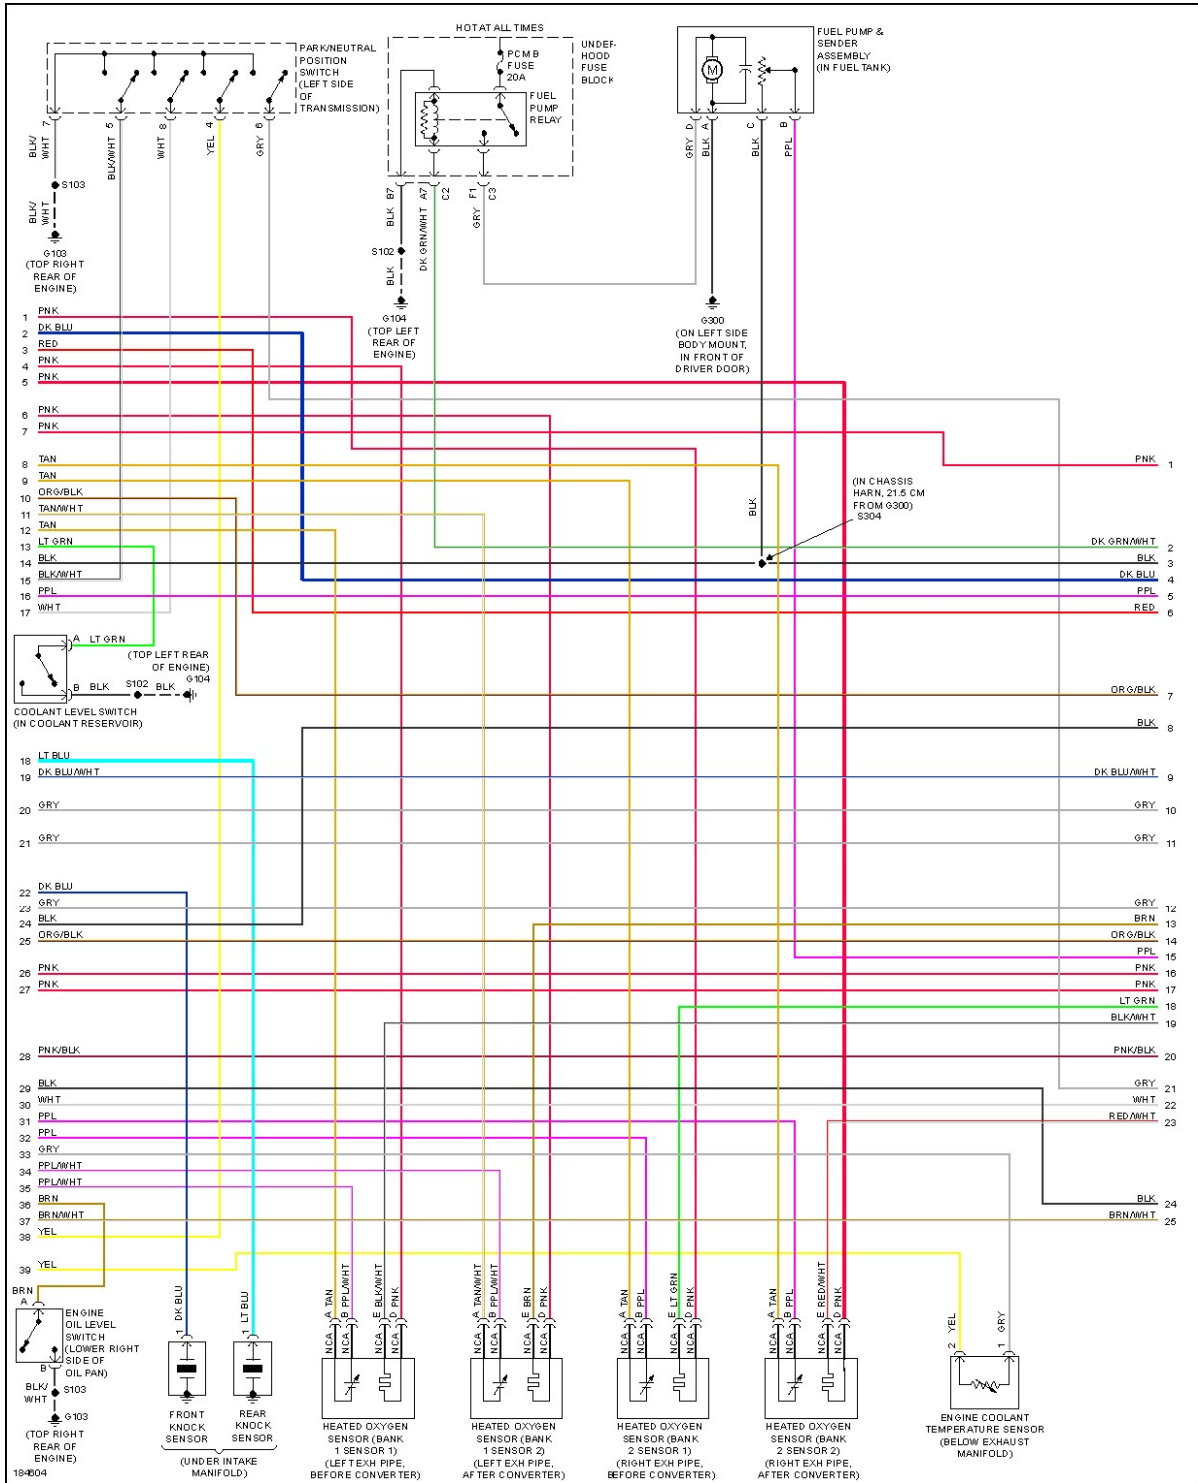 HOT AT ALL TIMES
PARK/NEUTRAL
POSITION
SWITCH
(LEFT SIDE
OF
TRANSMISSION)
PCM B
FUSE
20A
UNDER-
HOOD
FUSE
BLOCK
FUEL
PUMP
RELAY
FUEL PUMP &
SENDER
ASSEMBLY
(IN FUEL TANK)
M
7
5
8
4
6
BLK/
WHT
BLK/WHT
WHT
YEL
GRY
S103
BLK/
WHT
G103
(TOP RIGHT
REAR OF
ENGINE)
B7
A7
C2
F1
C3
BLK
DK GRN/WHT
GRY
S102
BLK
G104
(TOP LEFT
REAR OF
ENGINE)
D
A
C
B
GRY
BLK
BLK
PPL
G300
(ON LEFT SIDE
BODY MOUNT,
IN FRONT OF
DRIVER DOOR)
1 PNK
2 DK BLU
3 RED
4 PNK
5 PNK
6 PNK
7 PNK
8 TAN
9 TAN
10 ORG/BLK
11 TAN/WHT
12 TAN
13 LT GRN
14 BLK
15 BLK/WHT
16 PPL
17 WHT
BLK
(IN CHASSIS
HARN, 21.5 CM
FROM G300)
S304
PNK 1
DK GRN/WHT 2
BLK 3
DK BLU 4
PPL 5
RED 6
A LT GRN
(TOP LEFT REAR
OF ENGINE)
G104
B BLK S102 BLK
COOLANT LEVEL SWITCH
(IN COOLANT RESERVOIR)
ORG/BLK 7
BLK 8
18 LT BLU
19 DK BLU/WHT
20 GRY
21 GRY
22 DK BLU
23 GRY
24 BLK
25 ORG/BLK
26 PNK
27 PNK
28 PNK/BLK
29 BLK
30 WHT
31 PPL
32 PPL
33 GRY
34 PPL/WHT
35 PPL/WHT
36 BRN
37 BRN/WHT
38 YEL
39 YEL
DK BLU/WHT 9
GRY 10
GRY 11
GRY 12
BRN 13
ORG/BLK 14
PPL 15
PNK 16
PNK 17
LT GRN 18
BLK/WHT 19
PNK/BLK 20
GRY 21
WHT 22
RED/WHT 23
BLK 24
BRN/WHT 25
BRN
A
ENGINE
OIL LEVEL
SWITCH
(LOWER RIGHT
SIDE OF
OIL PAN)
B
BLK/
WHT
S103
G103
(TOP RIGHT
REAR OF
ENGINE)
1 DK BLU
1 LT BLU
FRONT
KNOCK
SENSOR
REAR
KNOCK
SENSOR
(UNDER INTAKE
MANIFOLD)
NCA A TAN
NCA B PPL/WHT
NCA E BLK/WHT
NCA D PNK
HEATED OXYGEN
SENSOR (BANK
1 SENSOR 1)
(LEFT EXH PIPE,
BEFORE CONVERTER)
NCA A TAN/WHT
NCA B PPL/WHT
NCA E BRN
NCA D PNK
HEATED OXYGEN
SENSOR (BANK
1 SENSOR 2)
(LEFT EXH PIPE,
AFTER CONVERTER)
NCA A TAN
NCA B PPL
NCA E LT GRN
NCA D PNK
HEATED OXYGEN
SENSOR (BANK
2 SENSOR 1)
(RIGHT EXH PIPE,
BEFORE CONVERTER)
NCA A TAN
NCA B PPL
NCA E RED/WHT
NCA D PNK
HEATED OXYGEN
SENSOR (BANK
2 SENSOR 2)
(RIGHT EXH PIPE,
AFTER CONVERTER)
2 YEL
1 GRY
ENGINE COOLANT
TEMPERATURE SENSOR
(BELOW EXHAUST
MANIFOLD)
184604